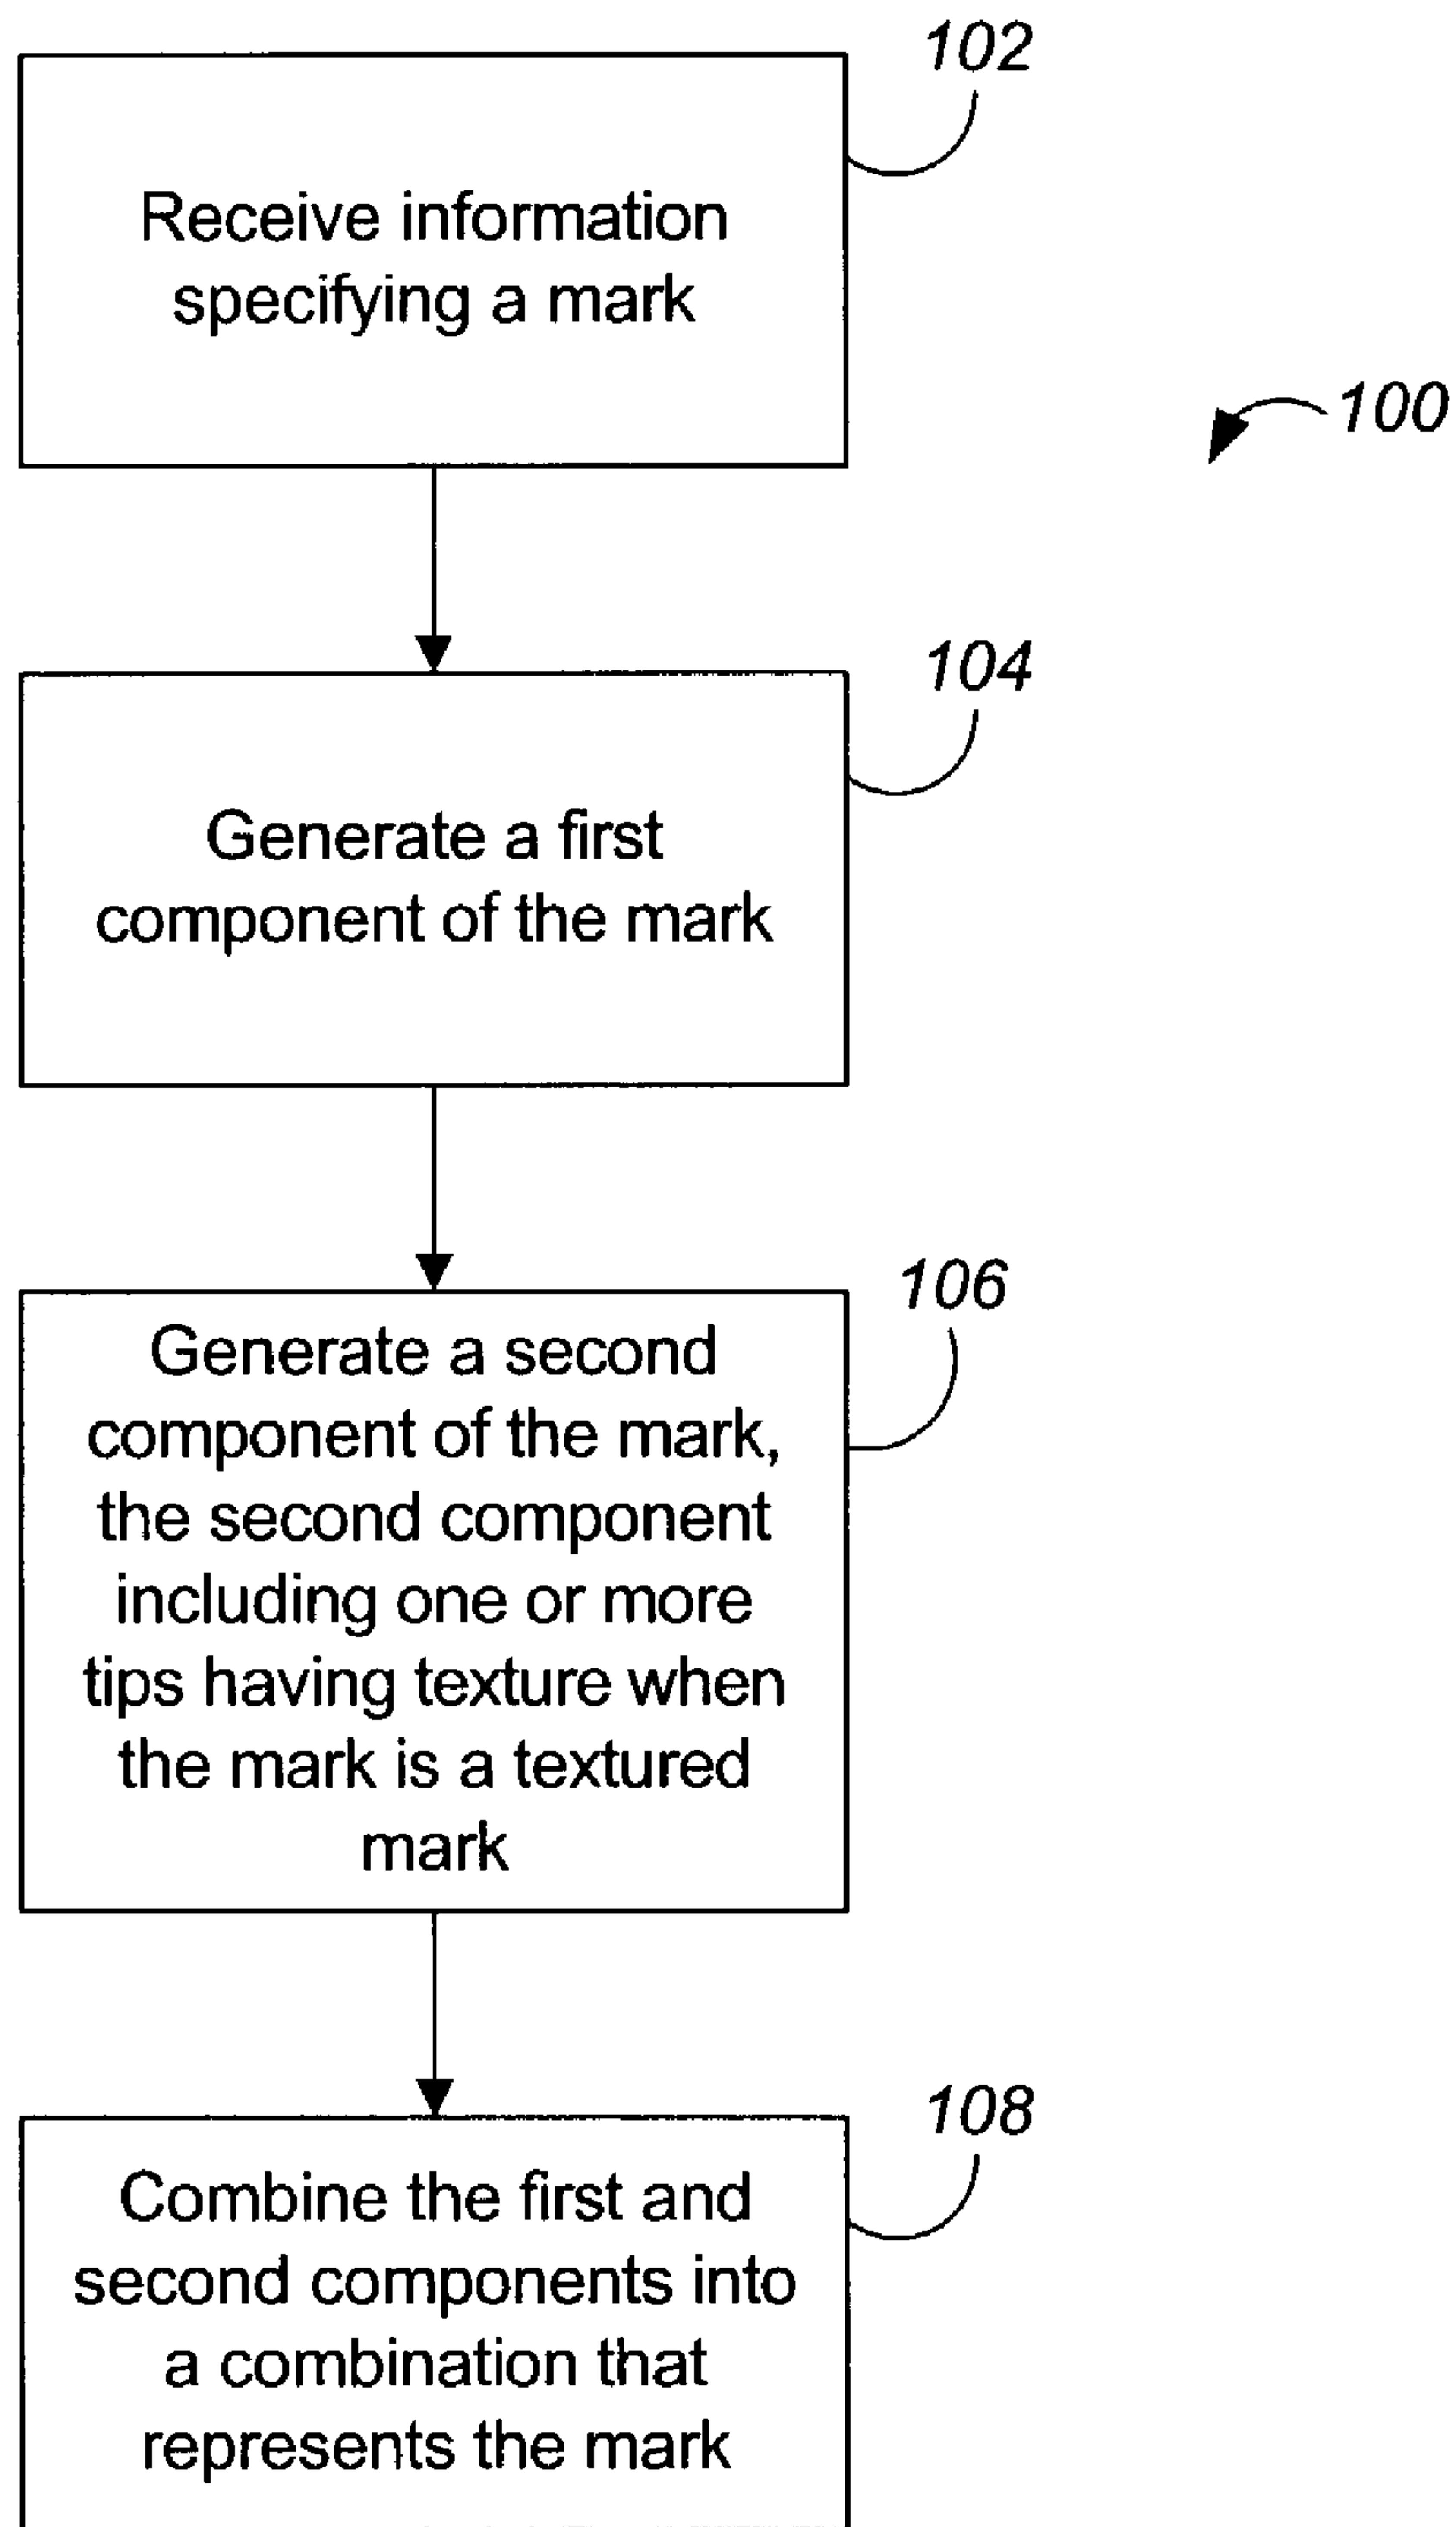 102
Receive information
specifying a mark
100
104
Generate a first
component of the mark
106
Generate a second
component of the mark,
the second component
including one or more
tips having texture when
the mark is a textured
mark
108
Combine the first and
second components into
a combination that
represents the mark